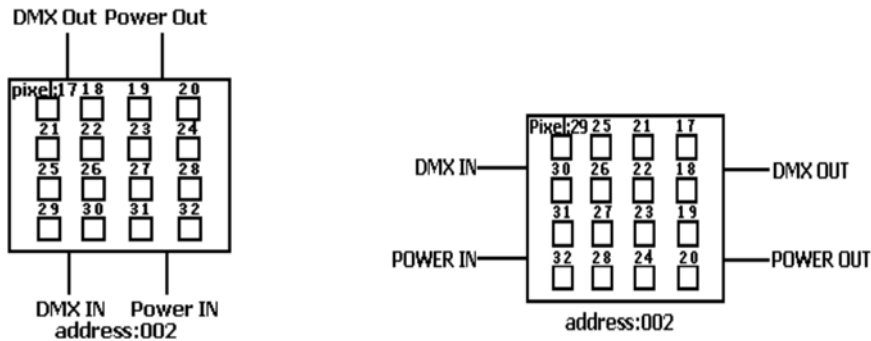 DMX Out Power Out
pixel:17 18 19 20
21 22 23 24
25 26 27 28
29 30 31 32
DMX IN Power IN
address:002
Pixel:29 25 21 17
DMX IN 30 26 22 18 DMX OUT
31 27 23 19
POWER IN 32 28 24 20 POWER OUT
address:002